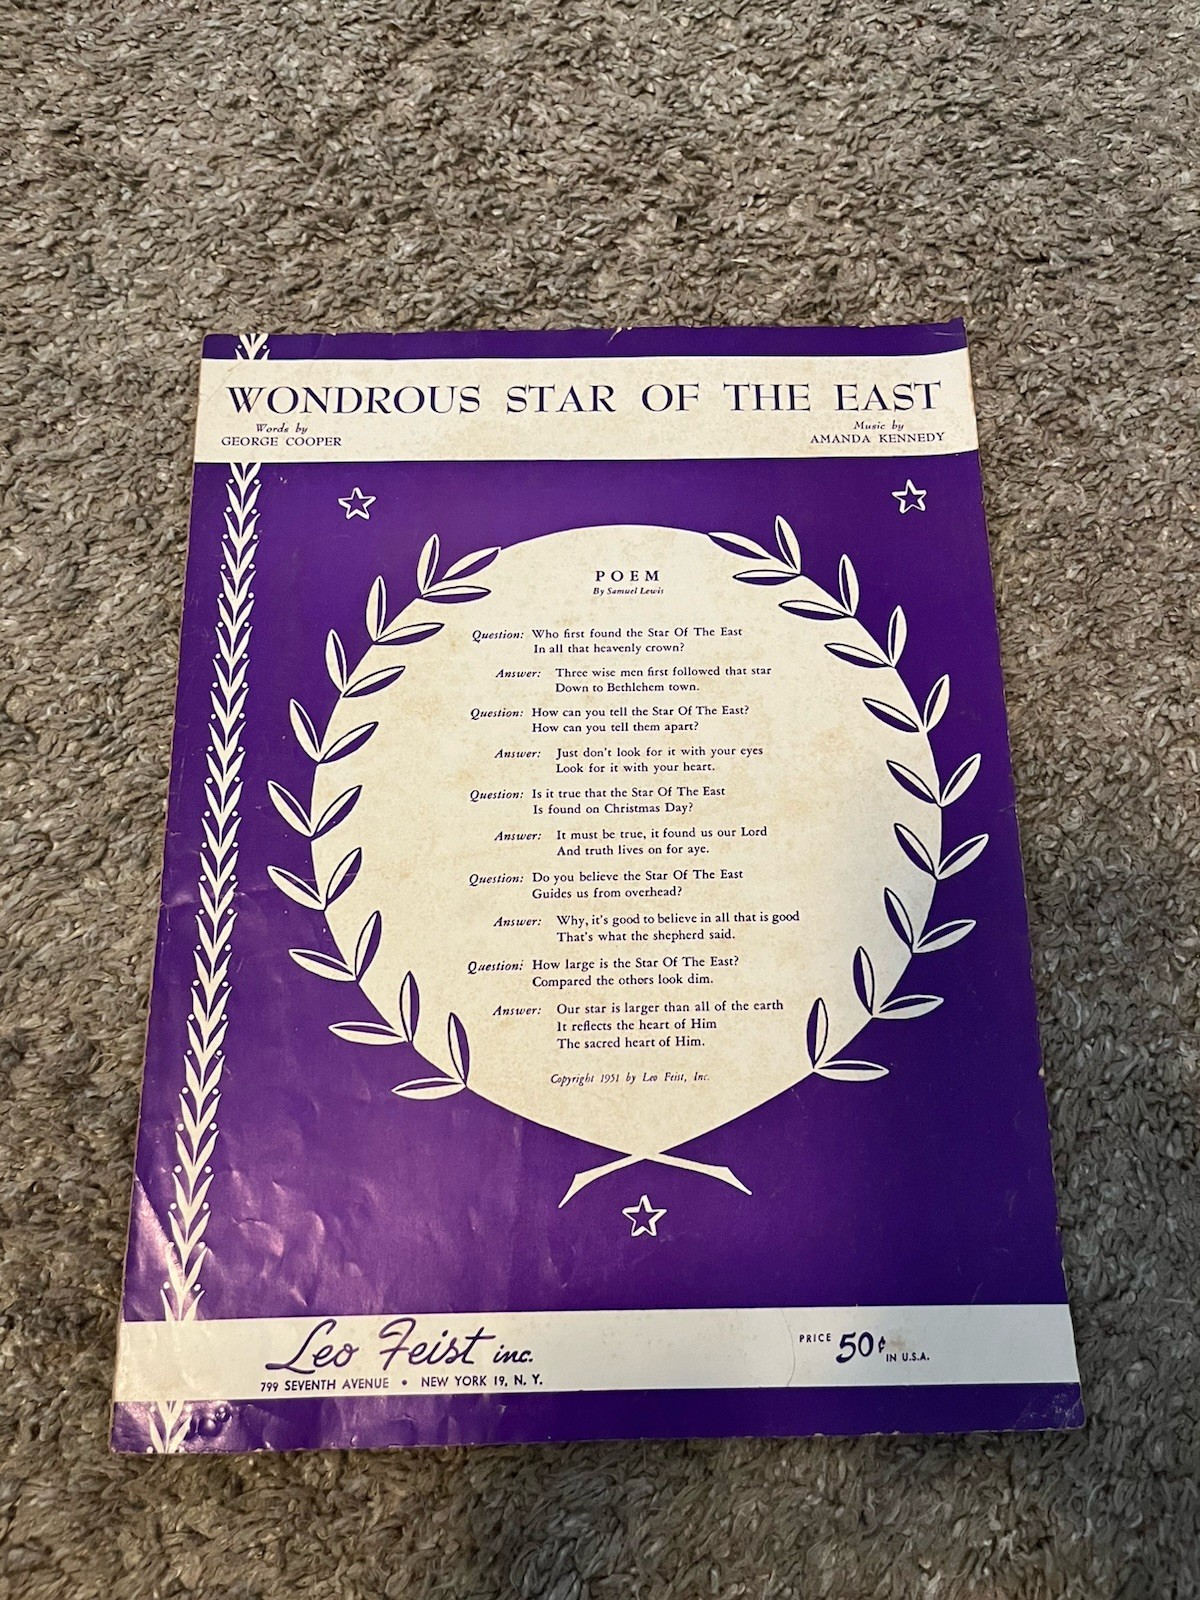 WONDROUS STAR OF THE EAST
Words by
GEORGE COOPER
Music by
AMANDA KENNEDY
POEM
By Samuel Lewis
Question: Who first found the Star Of The East
In all that heavenly crown?
Answer: Three wise men first followed that star
Down to Bethlehem town.
Question: How can you tell the Star Of The East?
How can you tell them apart?
Answer: Just don't look for it with your eyes
Look for it with your heart.
Question: Is it true that the Star Of The East
Is found on Christmas Day?
Answer: It must be true, it found us our Lord
And truth lives on for aye.
Question: Do you believe the Star Of The East
Guides us from overhead?
Answer: Why, it's good to believe in all that is good
That's what the shepherd said.
Question: How large is the Star Of The East?
Compared the others look dim.
Answer: Our star is larger than all of the earth
It reflects the heart of Him
The sacred heart of Him.
Copyright 1951 by Leo Feist, Inc.
Leo Feist inc.
799 SEVENTH AVENUE • NEW YORK 19, N. Y.
PRICE 50¢ IN U.S.A.